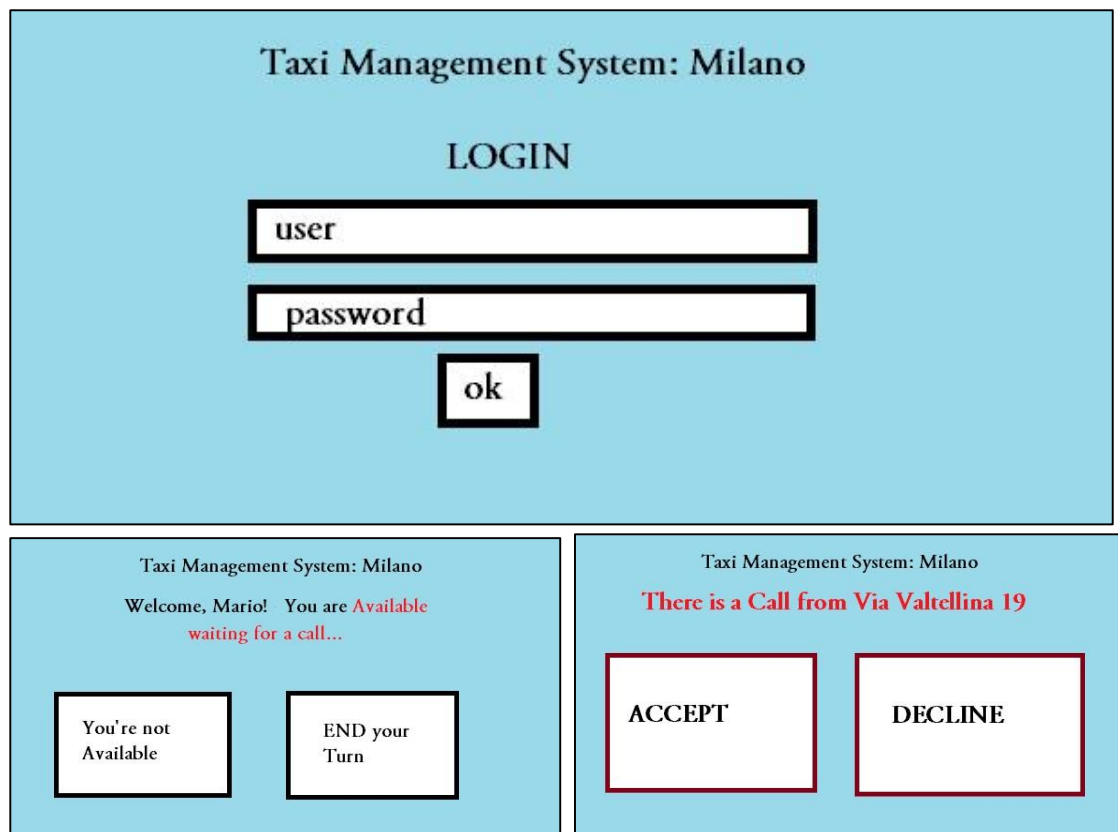 Taxi Management System: Milano
LOGIN
user
password
ok
Taxi Management System: Milano
Welcome, Mario! You are Available
waiting for a call...
You're not
Available
END your
Turn
Taxi Management System: Milano
There is a Call from Via Valtellina 19
ACCEPT
DECLINE